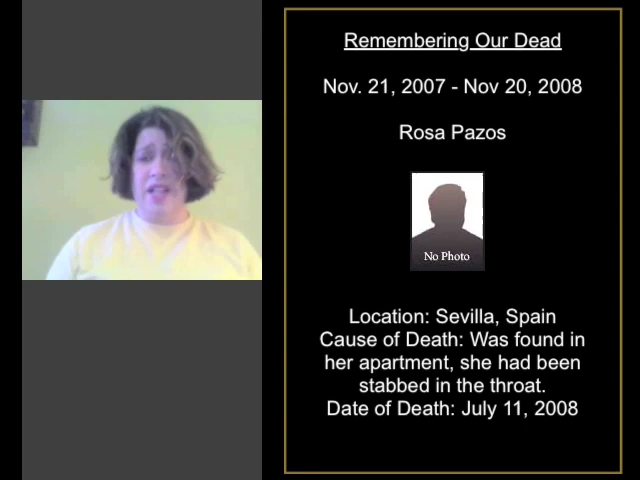 Remembering Our Dead
Nov. 21, 2007 - Nov 20, 2008
Rosa Pazos
No Photo
Location: Sevilla, Spain
Cause of Death: Was found in
her apartment, she had been
stabbed in the throat.
Date of Death: July 11, 2008